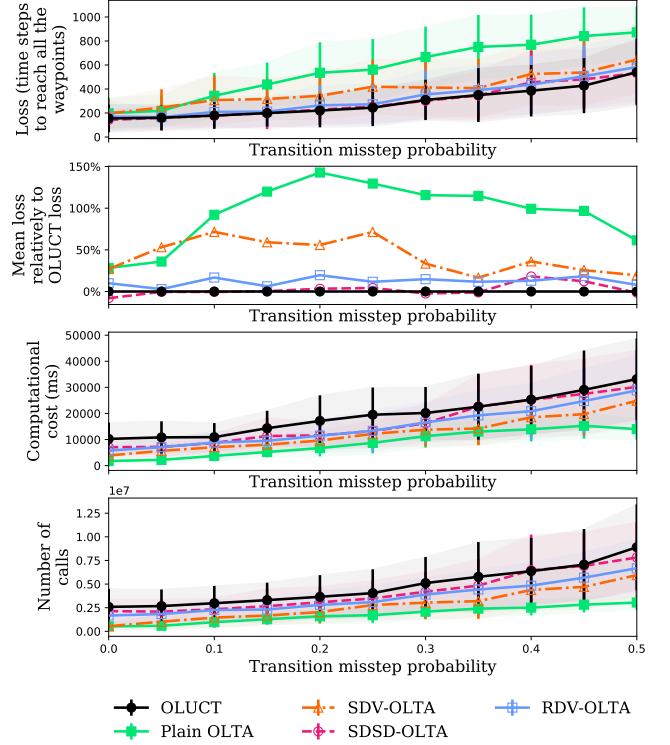 Loss (time steps
to reach all the
waypoints)
1000
800
600
400
200
0
Transition misstep probability
Mean loss
relatively to
OLUCT loss
150%
100%
50%
0%
Transition misstep probability
Computational
cost (ms)
50000
40000
30000
20000
10000
0
Transition misstep probability
Number of
calls
1e7
1.25
1.00
0.75
0.50
0.25
0.00
0.0 0.1 0.2 0.3 0.4 0.5
Transition misstep probability
OLUCT SDV-OLTA RDV-OLTA
Plain OLTA SDSD-OLTA